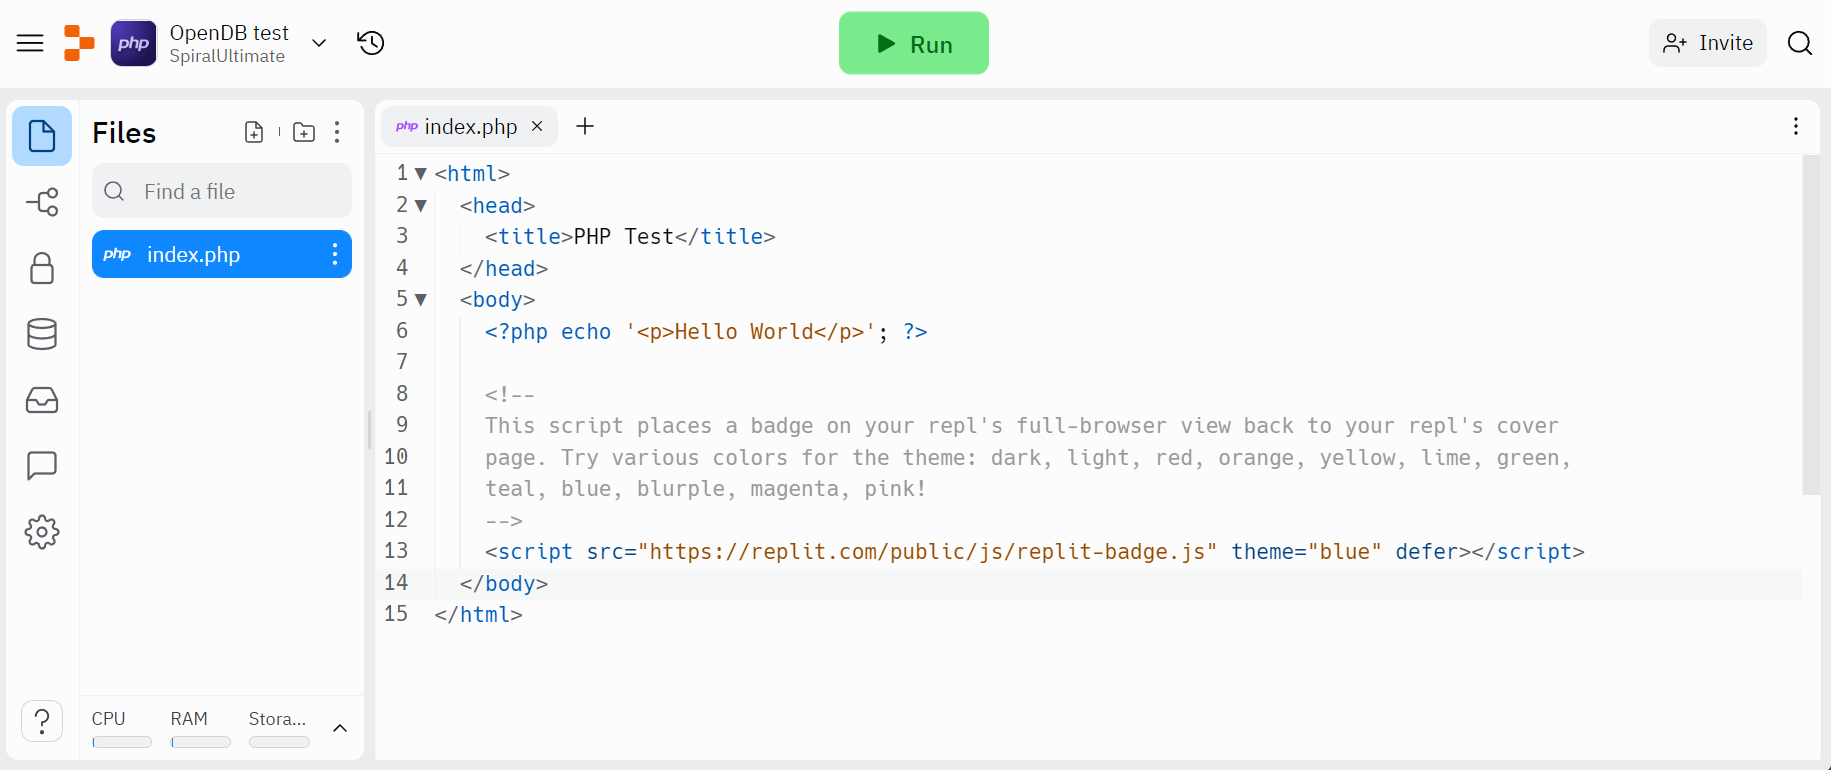 php
OpenDB test
SpiralUltimate
Run
Invite
Files
Find a file
php index.php
CPU RAM Stora...
php index.php
1 <html>
2 <head>
3 <title>PHP Test</title>
4 </head>
5 <body>
6 <?php echo '<p>Hello World</p>'; ?>
7
8 <!--
9 This script places a badge on your repl's full-browser view back to your repl's cover
10 page. Try various colors for the theme: dark, light, red, orange, yellow, lime, green,
11 teal, blue, blurple, magenta, pink!
12 -->
13 <script src="https://replit.com/public/js/replit-badge.js" theme="blue" defer></script>
14 </body>
15 </html>